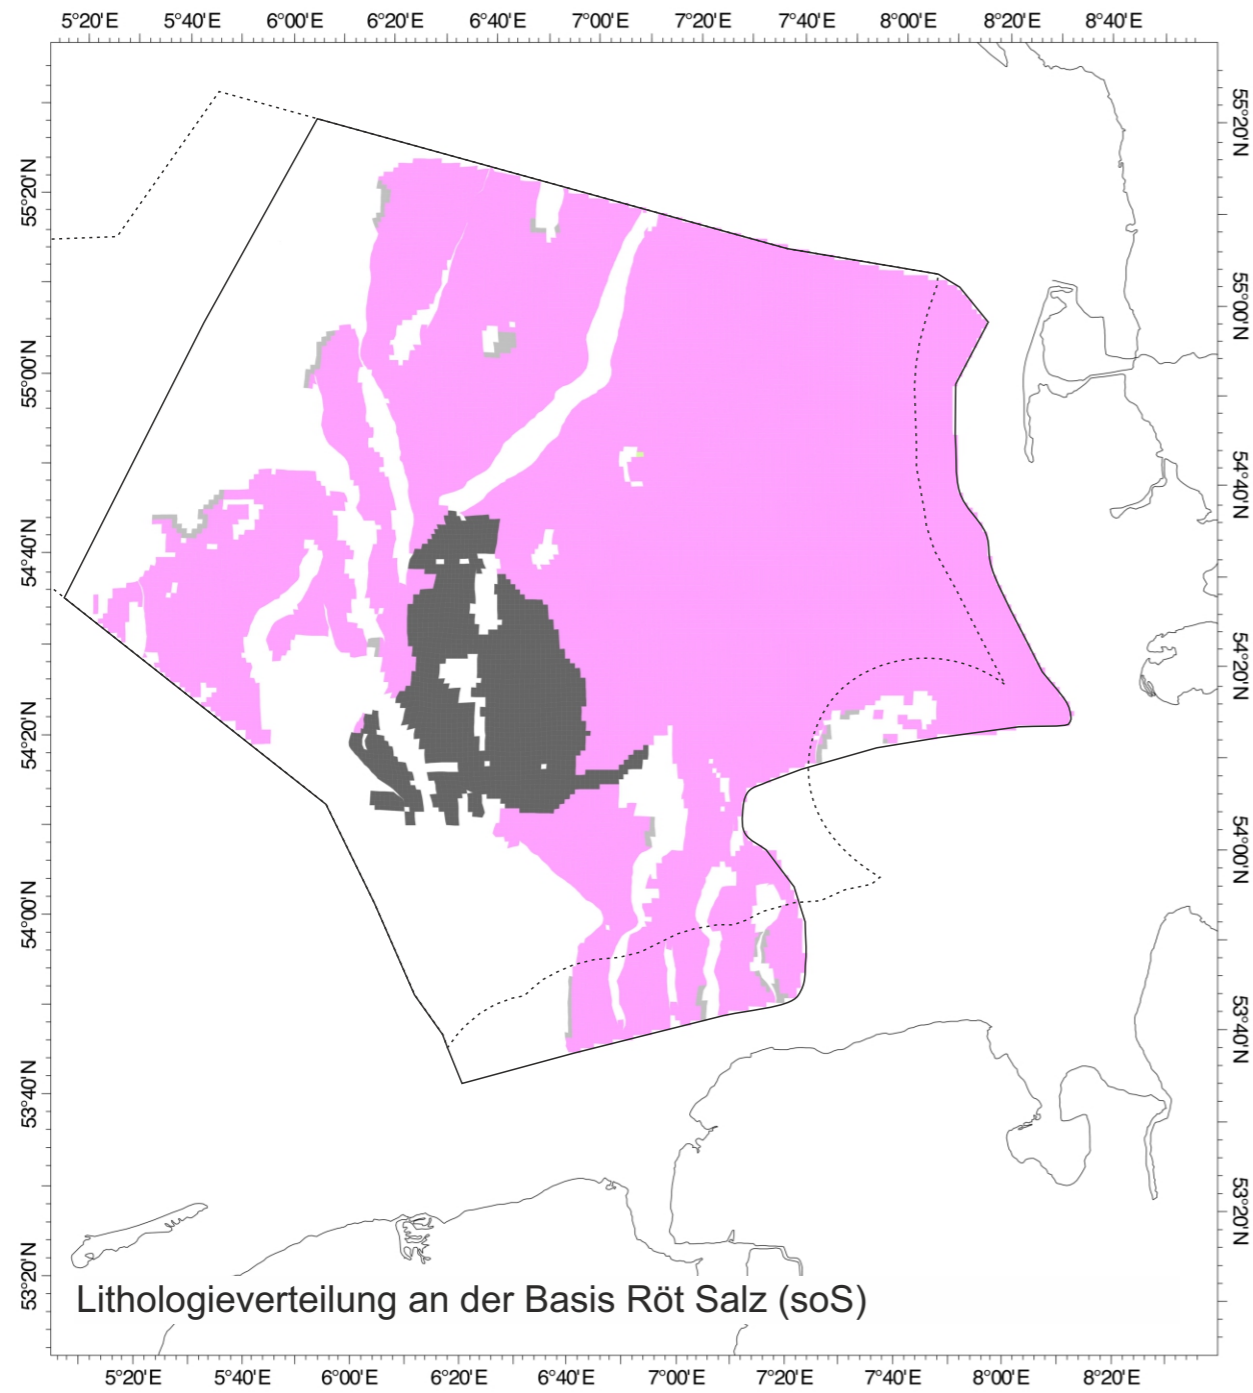 5°20'E 5°40'E 6°00'E 6°20'E 6°40'E 7°00'E 7°20'E 7°40'E 8°00'E 8°20'E 8°40'E
55°20'N
55°00'N
54°40'N
54°20'N
54°00'N
53°40'N
53°20'N
55°20'N
55°00'N
54°40'N
54°20'N
54°00'N
53°40'N
53°20'N
Lithologieverteilung an der Basis Röt Salz (soS)
5°20'E 5°40'E 6°00'E 6°20'E 6°40'E 7°00'E 7°20'E 7°40'E 8°00'E 8°20'E